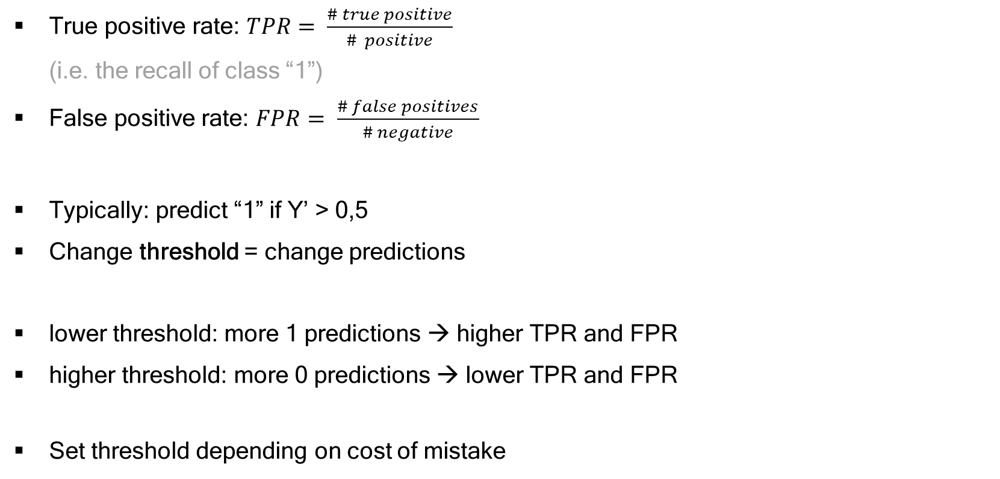 ▪ True positive rate: TPR = # true positive / # positive
(i.e. the recall of class “1”)
▪ False positive rate: FPR = # false positives / # negative
▪ Typically: predict “1” if Y’ > 0,5
▪ Change threshold = change predictions
▪ lower threshold: more 1 predictions → higher TPR and FPR
▪ higher threshold: more 0 predictions → lower TPR and FPR
▪ Set threshold depending on cost of mistake